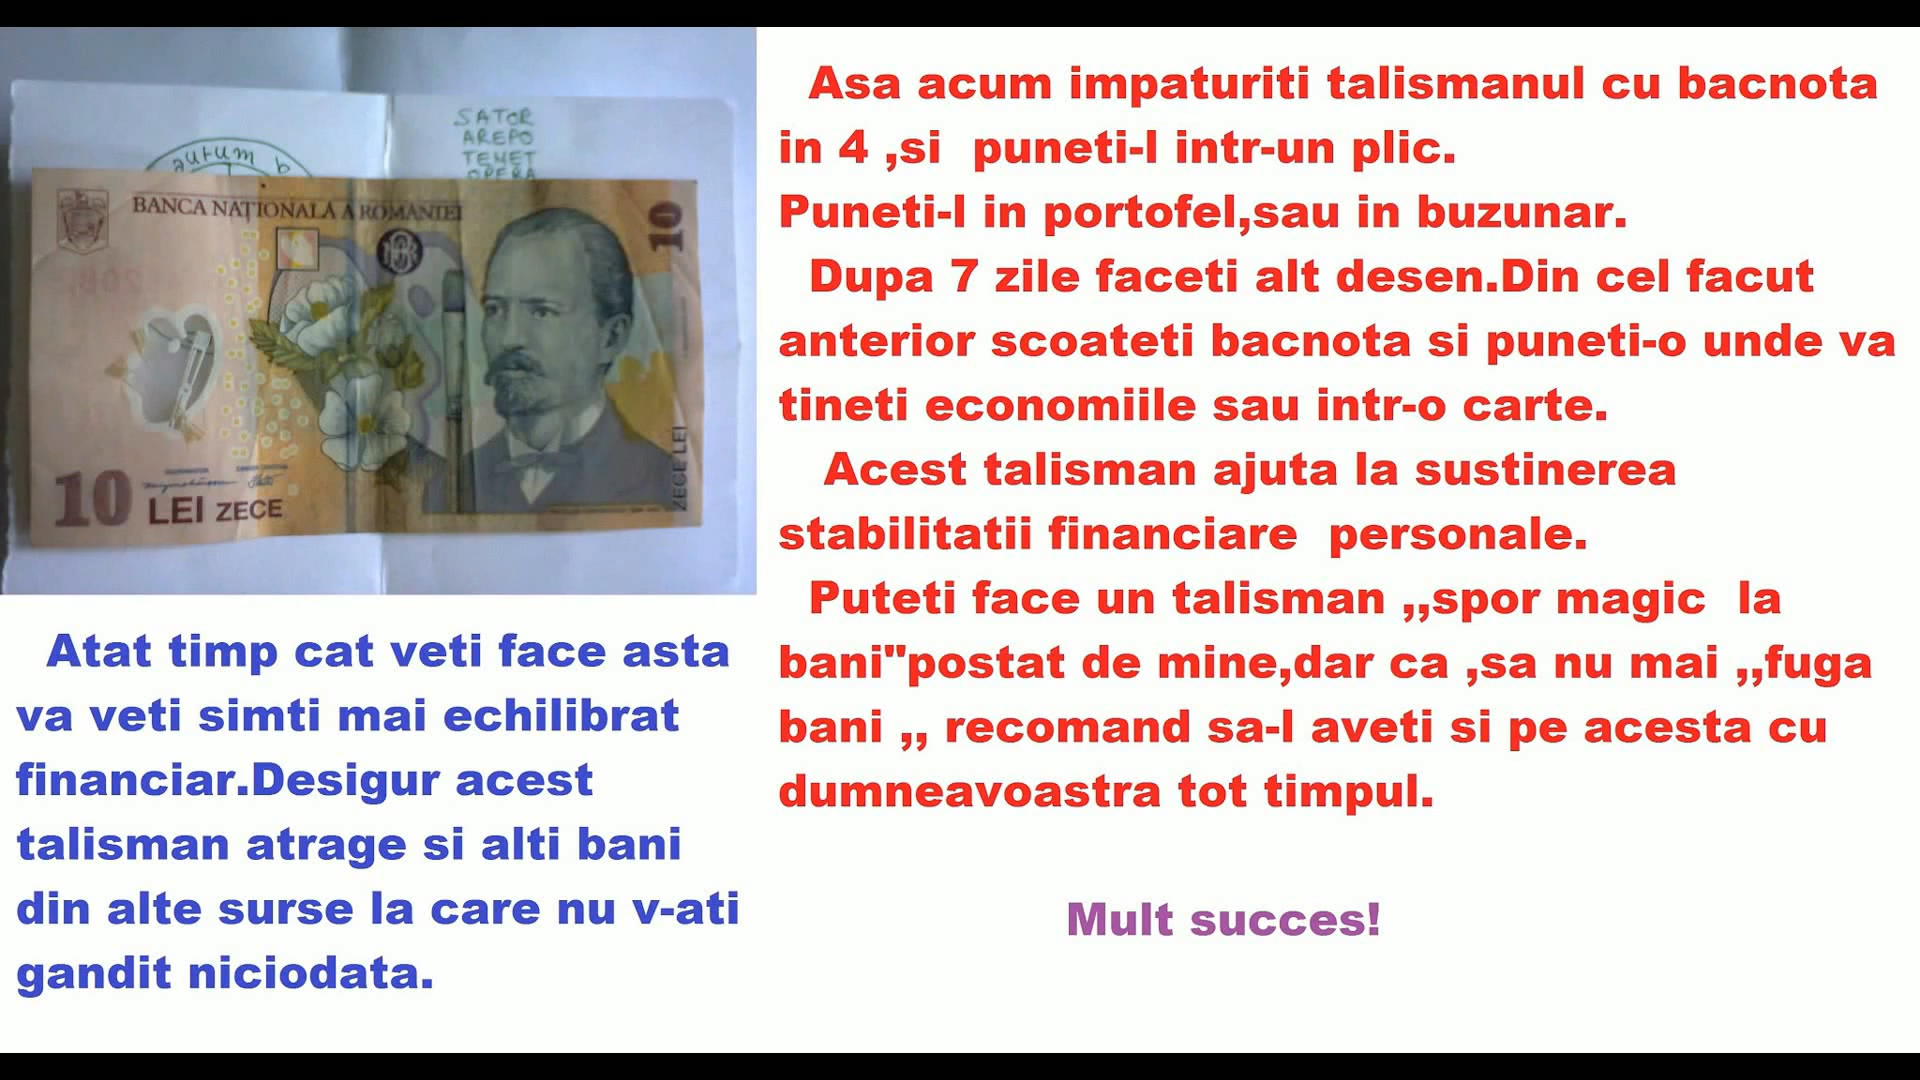 SATOR
AREPO
TENET
OPERA
aurum
BANCA NAȚIONALĂ A ROMÂNIEI
10
ZECE LEI
10 LEI ZECE
Asa acum impaturiti talismanul cu bacnota
in 4 ,si puneti-l intr-un plic.
Puneti-l in portofel,sau in buzunar.
Dupa 7 zile faceti alt desen.Din cel facut
anterior scoateti bacnota si puneti-o unde va
tineti economiile sau intr-o carte.
Acest talisman ajuta la sustinerea
stabilitatii financiare personale.
Puteti face un talisman ,,spor magic la
bani"postat de mine,dar ca ,sa nu mai ,,fuga
bani ,, recomand sa-l aveti si pe acesta cu
dumneavoastra tot timpul.
Mult succes!
Atat timp cat veti face asta
va veti simti mai echilibrat
financiar.Desigur acest
talisman atrage si alti bani
din alte surse la care nu v-ati
gandit niciodata.